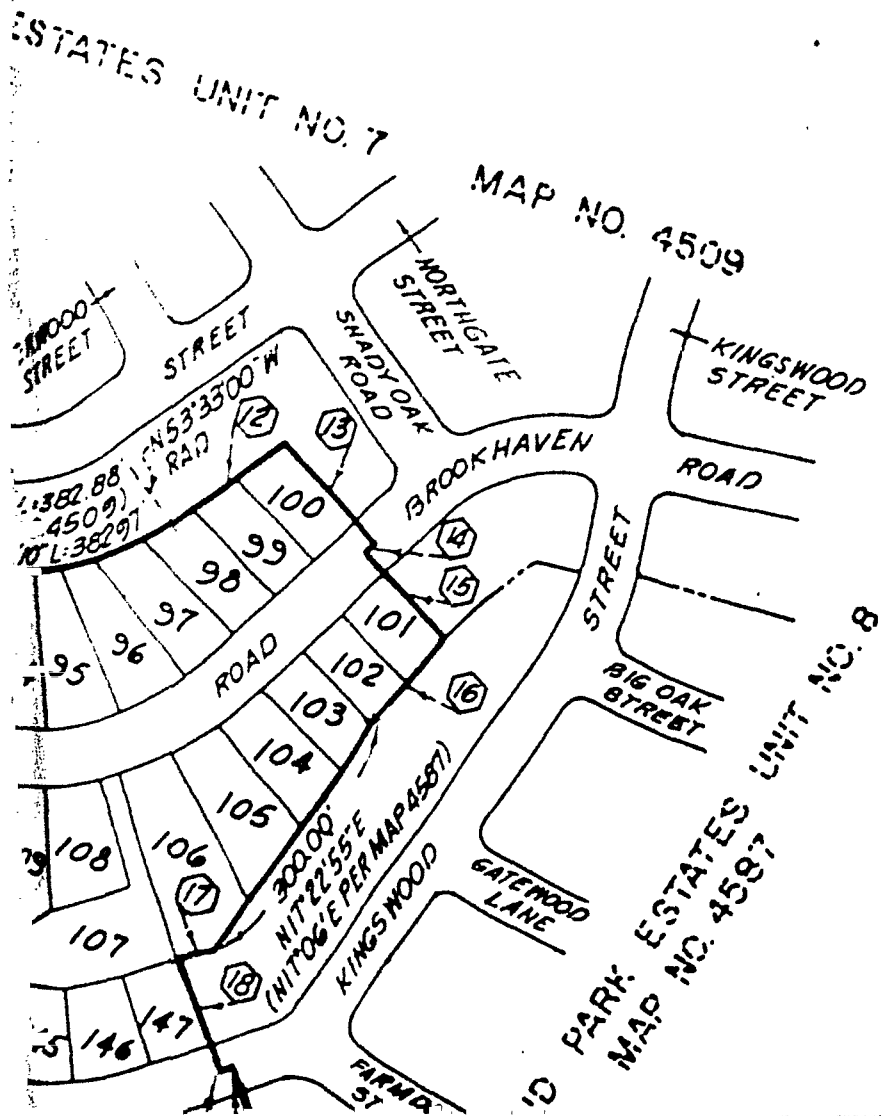 ESTATES UNIT NO. 7
MAP NO. 4509
STREET
STREET
NORTHGATE
STREET
SHADY OAK
ROAD
KINGSWOOD
STREET
BROOKHAVEN
ROAD
N53°33'00"W
RAD
L=382.88'
4509)
L=382.97
12
13
14
15
16
17
18
100
99
98
97
96
95
ROAD
101
102
103
104
105
106
107
108
146
147
STREET
BIG OAK
STREET
300.00'
N17°22'55"E
(N17°06'E PER MAP 4587)
KINGSWOOD
GATEWOOD
LANE
ST
PARK ESTATES UNIT NO. 8
MAP NO. 4587